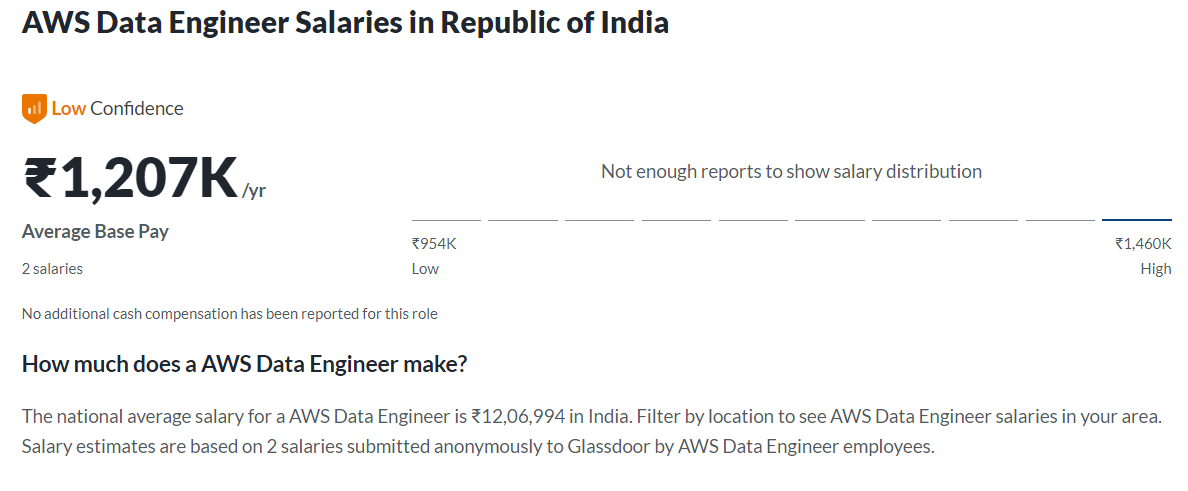 AWS Data Engineer Salaries in Republic of India
Low Confidence
₹1,207K /yr
Not enough reports to show salary distribution
Average Base Pay
₹954K
₹1,460K
2 salaries
Low
High
No additional cash compensation has been reported for this role
How much does a AWS Data Engineer make?
The national average salary for a AWS Data Engineer is ₹12,06,994 in India. Filter by location to see AWS Data Engineer salaries in your area.
Salary estimates are based on 2 salaries submitted anonymously to Glassdoor by AWS Data Engineer employees.